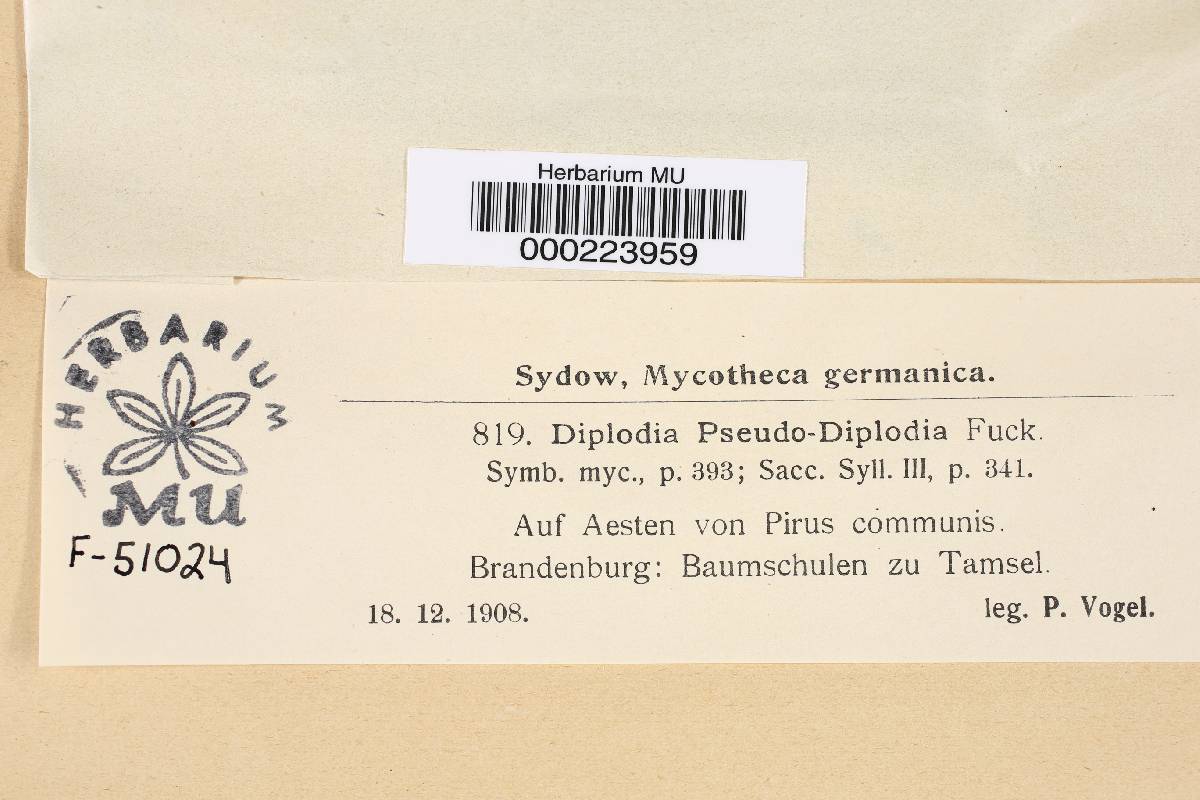 Herbarium MU
000223959
HERBARIUM
MU
F-51024
Sydow, Mycotheca germanica.
819. Diplodia Pseudo-Diplodia Fuck.
Symb. myc., p. 393; Sacc. Syll. III, p. 341.
Auf Aesten von Pirus communis.
Brandenburg: Baumschulen zu Tamsel.
18. 12. 1908.
leg. P. Vogel.